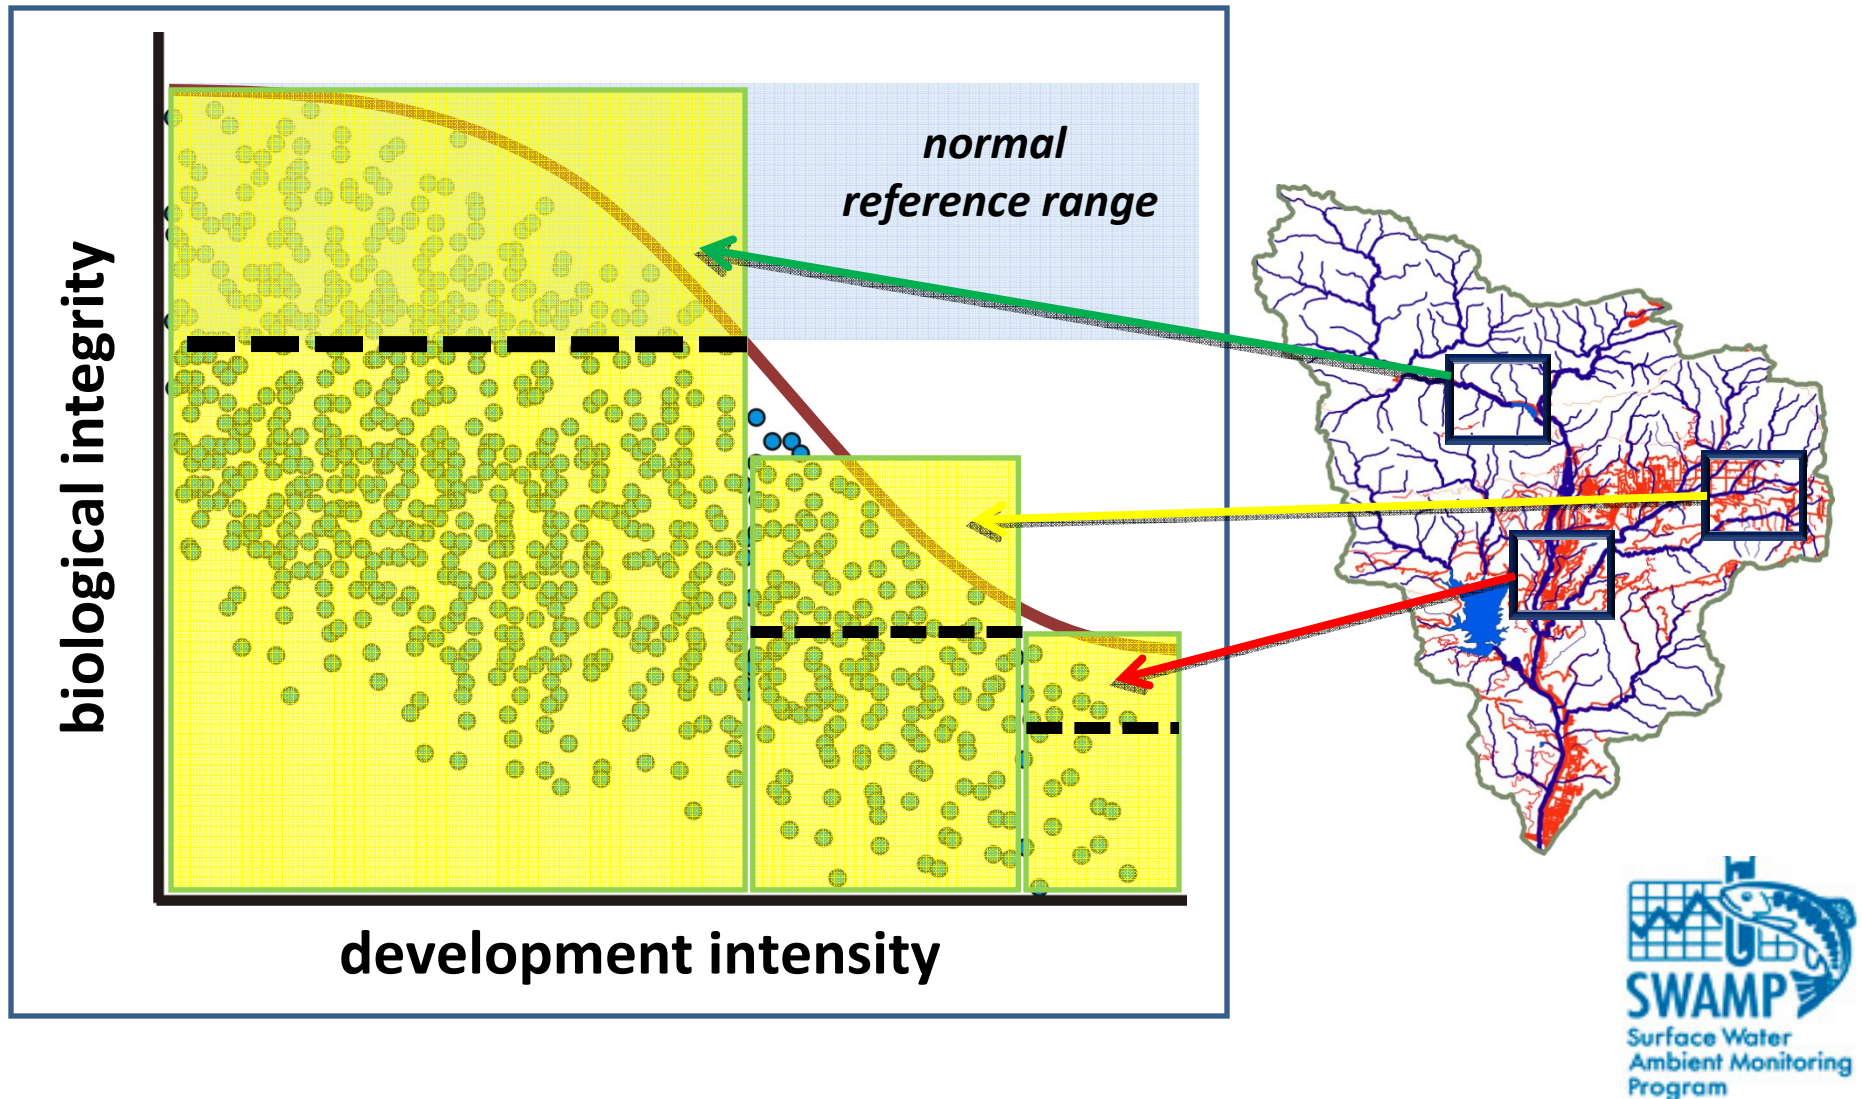 normal
reference range
biological integrity
development intensity
SWAMP
Surface Water
Ambient Monitoring
Program